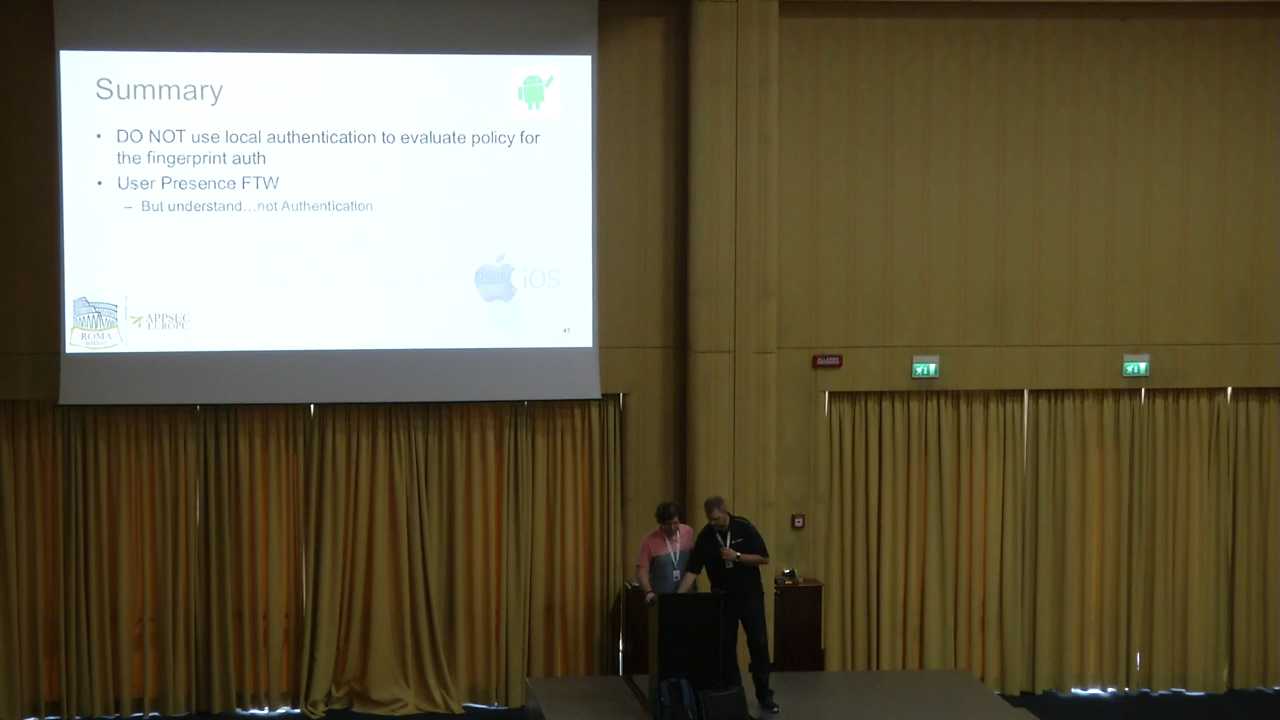 Summary
• DO NOT use local authentication to evaluate policy for
the fingerprint auth
• User Presence FTW
– But understand...not Authentication
iOS
ROMA
APPSEC
EUROPE
41